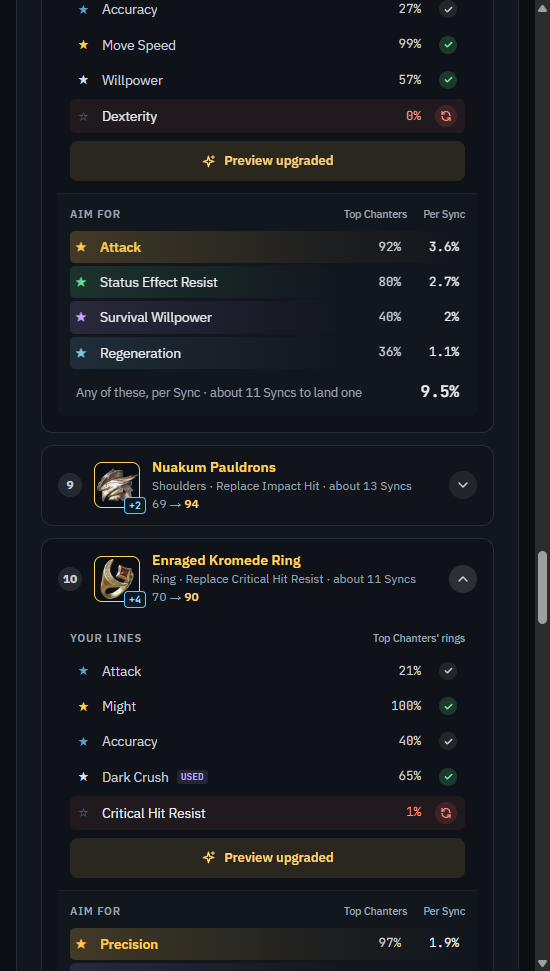 Accuracy 27%
Move Speed 99%
Willpower 57%
Dexterity 0%
Preview upgraded
AIM FOR Top Chanters Per Sync
Attack 92% 3.6%
Status Effect Resist 80% 2.7%
Survival Willpower 40% 2%
Regeneration 36% 1.1%
Any of these, per Sync · about 11 Syncs to land one 9.5%
9 Nuakum Pauldrons
Shoulders · Replace Impact Hit · about 13 Syncs
+2 69 → 94
Enraged Kromede Ring
10 Ring · Replace Critical Hit Resist · about 11 Syncs
+4 70 → 90
YOUR LINES Top Chanters' rings
Attack 21%
Might 100%
Accuracy 40%
Dark Crush USED 65%
Critical Hit Resist 1%
Preview upgraded
AIM FOR Top Chanters Per Sync
Precision 97% 1.9%